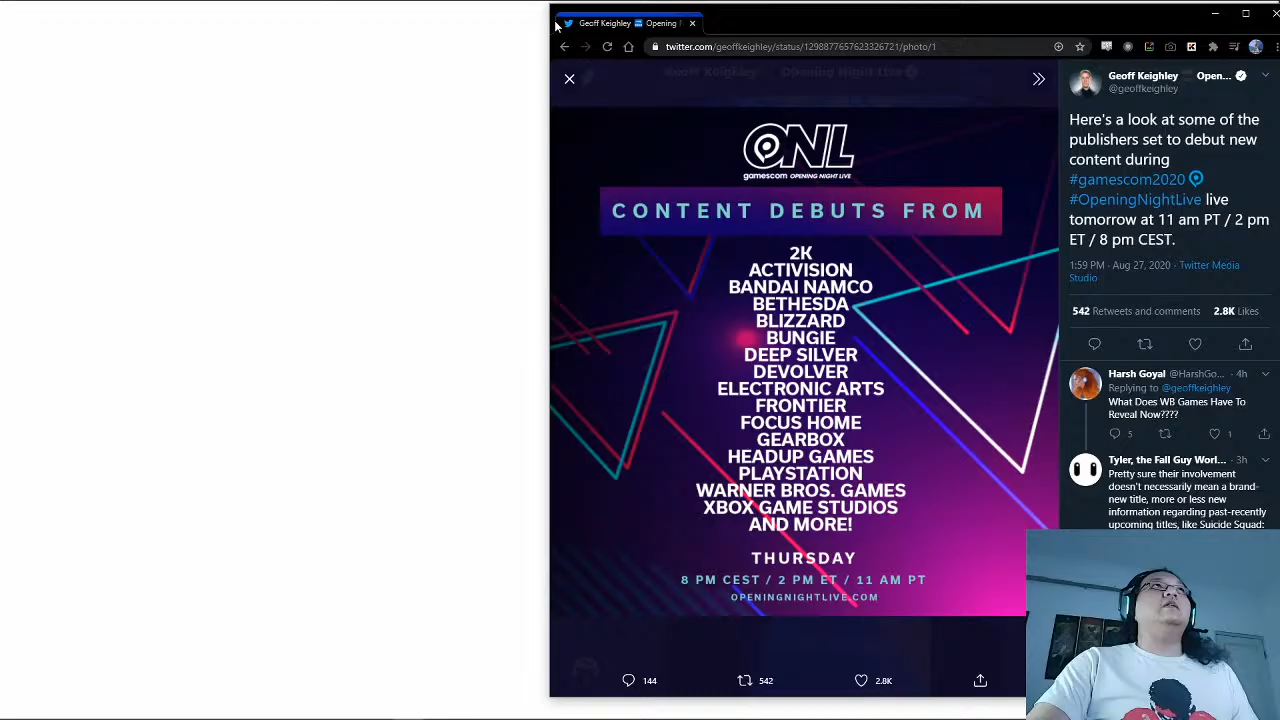 Geoff Keighley Opening
twitter.com/geoffkeighley/status/1298877657623326721/photo/1
ONL
gamescom OPENING NIGHT LIVE
CONTENT DEBUTS FROM
2K
ACTIVISION
BANDAI NAMCO
BETHESDA
BLIZZARD
BUNGIE
DEEP SILVER
DEVOLVER
ELECTRONIC ARTS
FRONTIER
FOCUS HOME
GEARBOX
HEADUP GAMES
PLAYSTATION
WARNER BROS. GAMES
XBOX GAME STUDIOS
AND MORE!
THURSDAY
8 PM CEST / 2 PM ET / 11 AM PT
OPENINGNIGHTLIVE.COM
144 542 2.8K
Geoff Keighley Open...
@geoffkeighley
Here's a look at some of the
publishers set to debut new
content during
#gamescom2020
#OpeningNightLive live
tomorrow at 11 am PT / 2 pm
ET / 8 pm CEST.
1:59 PM · Aug 27, 2020 · Twitter Media
Studio
542 Retweets and comments 2.8K Likes
Harsh Goyal @HarshGo... · 4h
Replying to @geoffkeighley
What Does WB Games Have To
Reveal Now????
5 1
Tyler, the Fall Guy Worl... · 3h
Pretty sure their involvement
doesn't necessarily mean a brand-
new title, more or less new
information regarding past-recently
upcoming titles, like Suicide Squad: